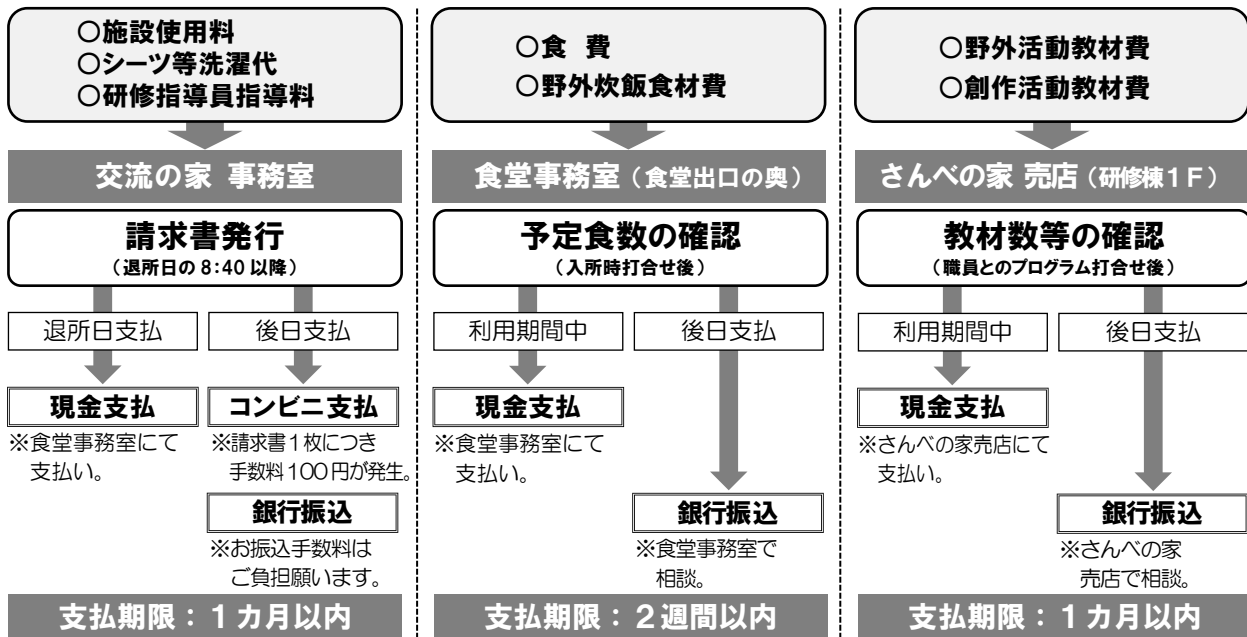 ○施設使用料
○シーツ等洗濯代
○研修指導員指導料
交流の家 事務室
請求書発行
（退所日の8:40以降）
退所日支払
後日支払
現金支払
※食堂事務室にて
支払い。
コンビニ支払
※請求書1枚につき
手数料100円が発生。
銀行振込
※お振込手数料は
ご負担願います。
支払期限：1カ月以内
○食 費
○野外炊飯食材費
食堂事務室（食堂出口の奥）
予定食数の確認
（入所時打合せ後）
利用期間中
後日支払
現金支払
※食堂事務室にて
支払い。
銀行振込
※食堂事務室で
相談。
支払期限：2週間以内
○野外活動教材費
○創作活動教材費
さんべの家 売店（研修棟1F）
教材数等の確認
（職員とのプログラム打合せ後）
利用期間中
後日支払
現金支払
※さんべの家売店にて
支払い。
銀行振込
※さんべの家
売店で相談。
支払期限：1カ月以内